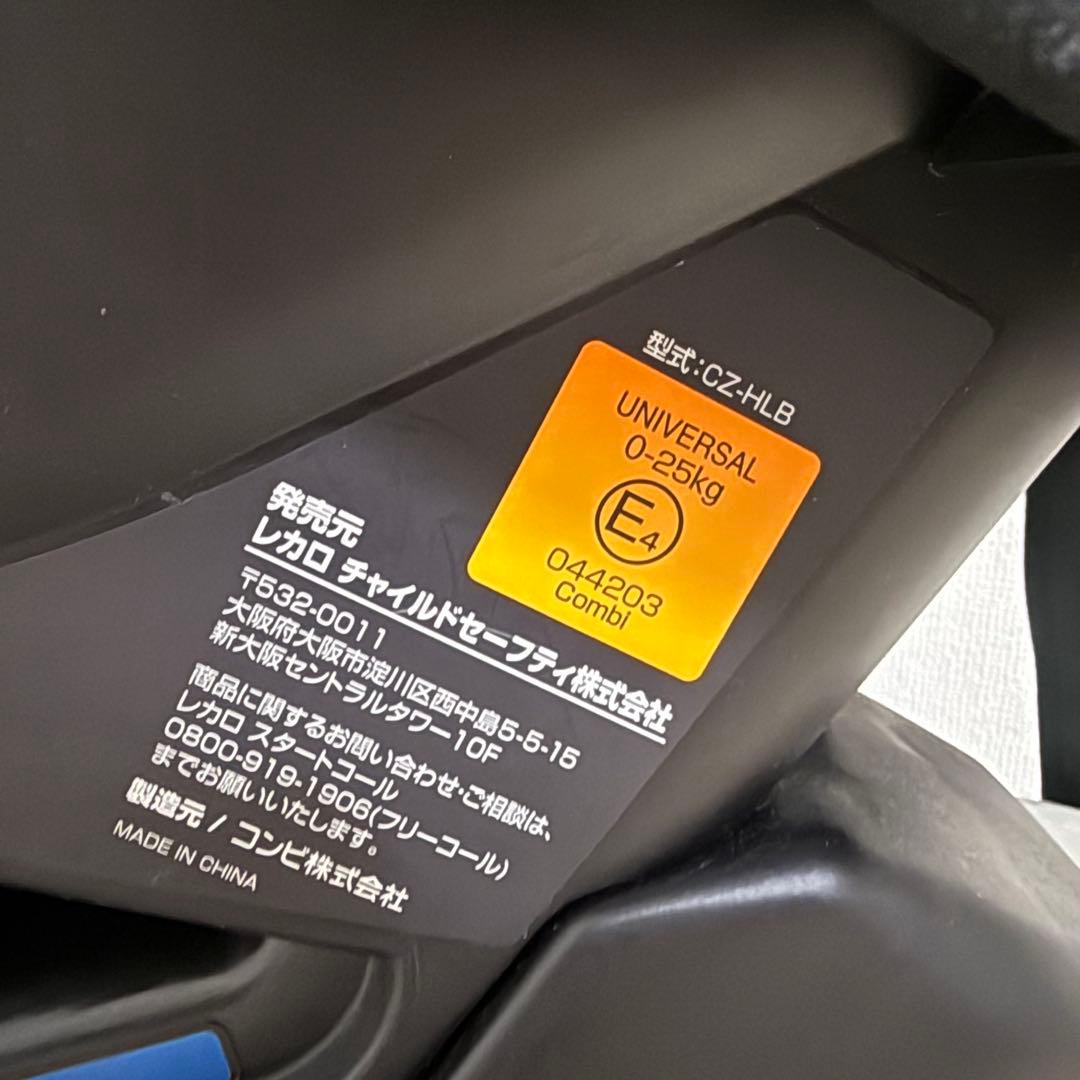 型式:CZ-HLB
UNIVERSAL
0-25kg
E4
044203
Combi
発売元
レカロ チャイルドセーフティ株式会社
〒532-0011
大阪府大阪市淀川区西中島5-5-15
新大阪セントラルタワー10F
商品に関するお問い合わせ・ご相談は、
レカロ スタートコール
0800-919-1906(フリーコール)
までお願いいたします。
製造元 / コンビ株式会社
MADE IN CHINA